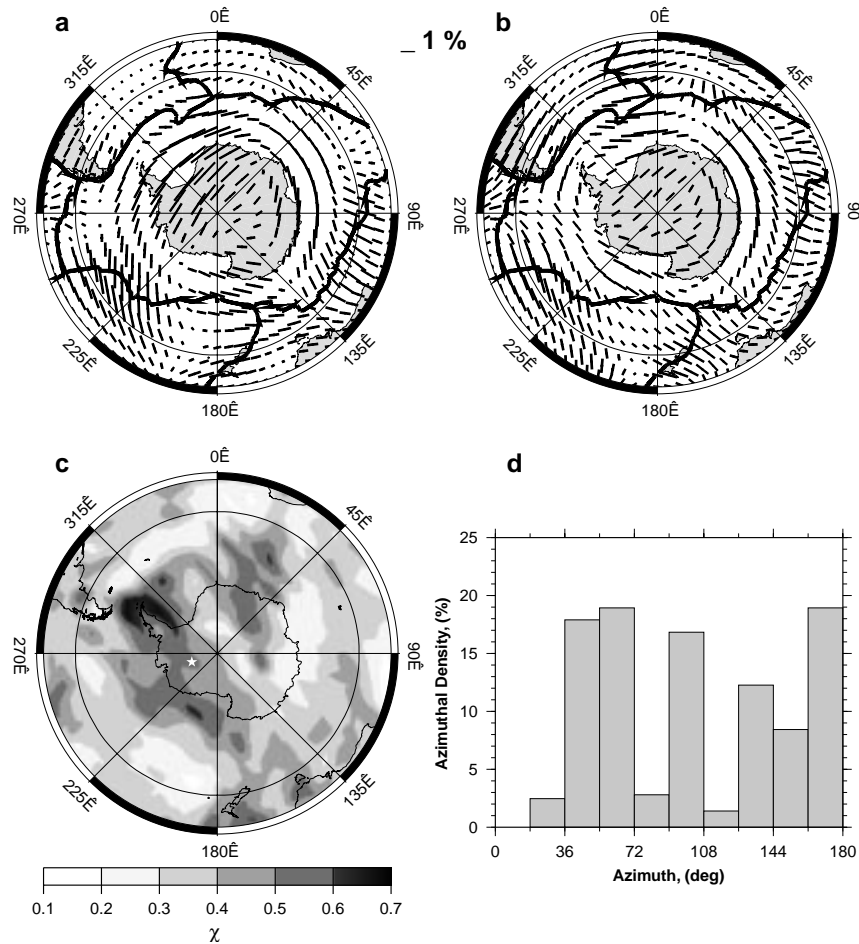 a
b
_ 1 %
0Ê
45Ê
90Ê
135Ê
180Ê
225Ê
270Ê
315Ê
0Ê
45Ê
90
135Ê
180Ê
225Ê
270Ê
315Ê
c
0Ê
45Ê
90Ê
135Ê
180Ê
225Ê
270Ê
315Ê
0.1 0.2 0.3 0.4 0.5 0.6 0.7
χ
d
Azimuthal Density, (%)
25
20
15
10
5
0
0 36 72 108 144 180
Azimuth, (deg)